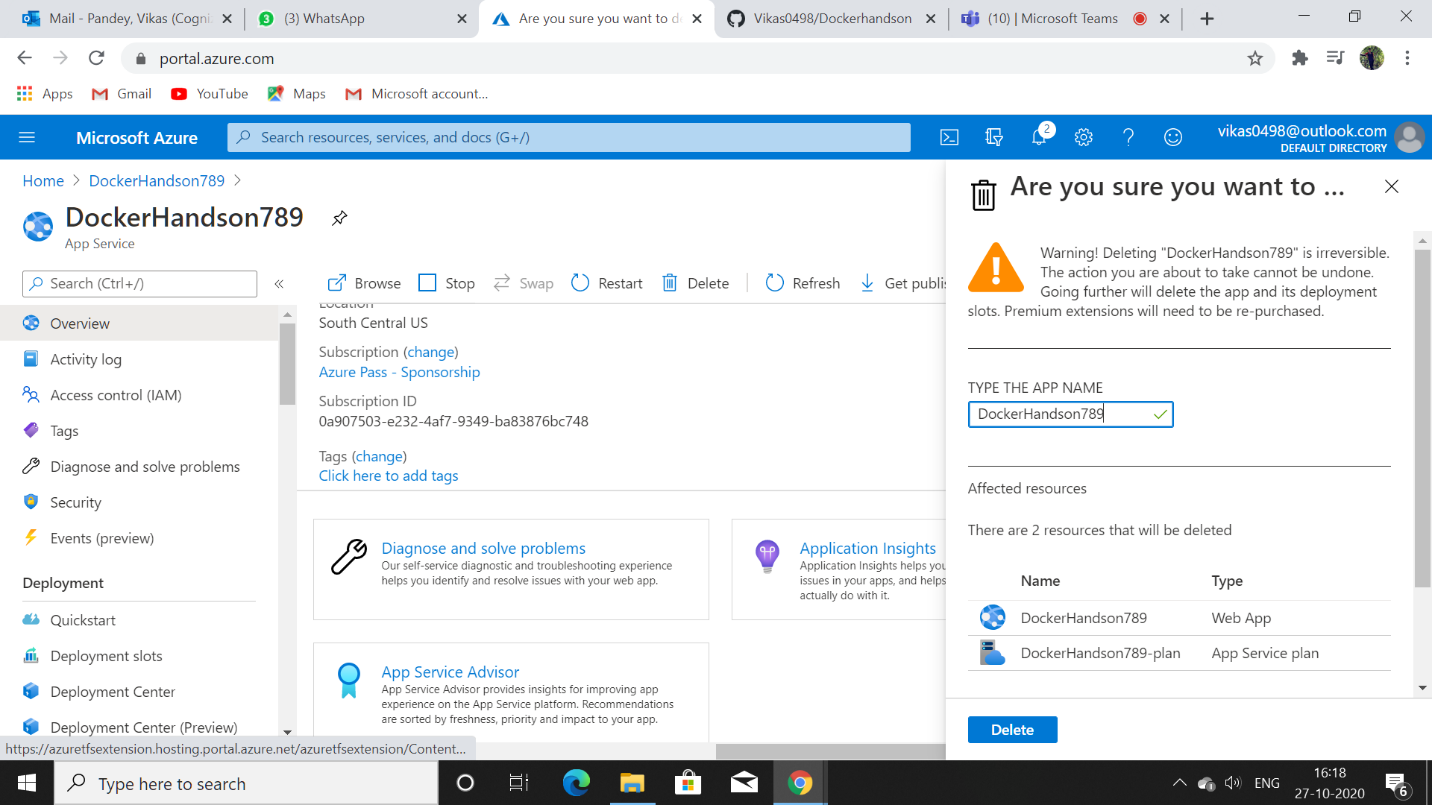 Mail - Pandey, Vikas (Cogni
(3) WhatsApp
Are you sure you want to d
Vikas0498/Dockerhandson
(10) | Microsoft Teams
portal.azure.com
Apps
Gmail
YouTube
Maps
Microsoft account...
Microsoft Azure
Search resources, services, and docs (G+/)
2
vikas0498@outlook.com
DEFAULT DIRECTORY
Home > DockerHandson789 >
DockerHandson789
App Service
Search (Ctrl+/)
«
Overview
Activity log
Access control (IAM)
Tags
Diagnose and solve problems
Security
Events (preview)
Deployment
Quickstart
Deployment slots
Deployment Center
Deployment Center (Preview)
Browse
Stop
Swap
Restart
Delete
Refresh
Get publis
Location
South Central US
Subscription (change)
Azure Pass - Sponsorship
Subscription ID
0a907503-e232-4af7-9349-ba83876bc748
Tags (change)
Click here to add tags
Diagnose and solve problems
Our self-service diagnostic and troubleshooting experience
helps you identify and resolve issues with your web app.
Application Insights
Application Insights helps you
issues in your apps, and helps
actually do with it.
App Service Advisor
App Service Advisor provides insights for improving app
experience on the App Service platform. Recommendations
are sorted by freshness, priority and impact to your app.
Are you sure you want to ...
Warning! Deleting "DockerHandson789" is irreversible.
The action you are about to take cannot be undone.
Going further will delete the app and its deployment
slots. Premium extensions will need to be re-purchased.
TYPE THE APP NAME
DockerHandson789
Affected resources
There are 2 resources that will be deleted
Name Type
DockerHandson789 Web App
DockerHandson789-plan App Service plan
Delete
https://azuretfsextension.hosting.portal.azure.net/azuretfsextension/Content...
Type here to search
ENG
16:18
27-10-2020
6